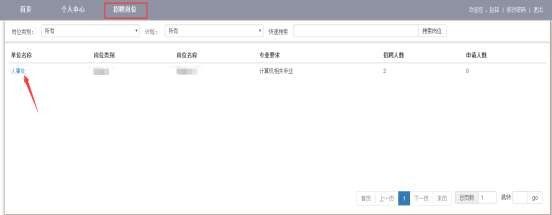 首页 个人中心 招聘岗位 欢迎您 | 修改密码 | 退出
岗位类别： 所有 所有 快速搜索 搜索岗位
单位名称 岗位类别 岗位名称 专业要求 招聘人数 申请人数
人事处 计算机相关专业 2 0
首页 上一页 1 下一页 末页 总页数 1 跳转 go